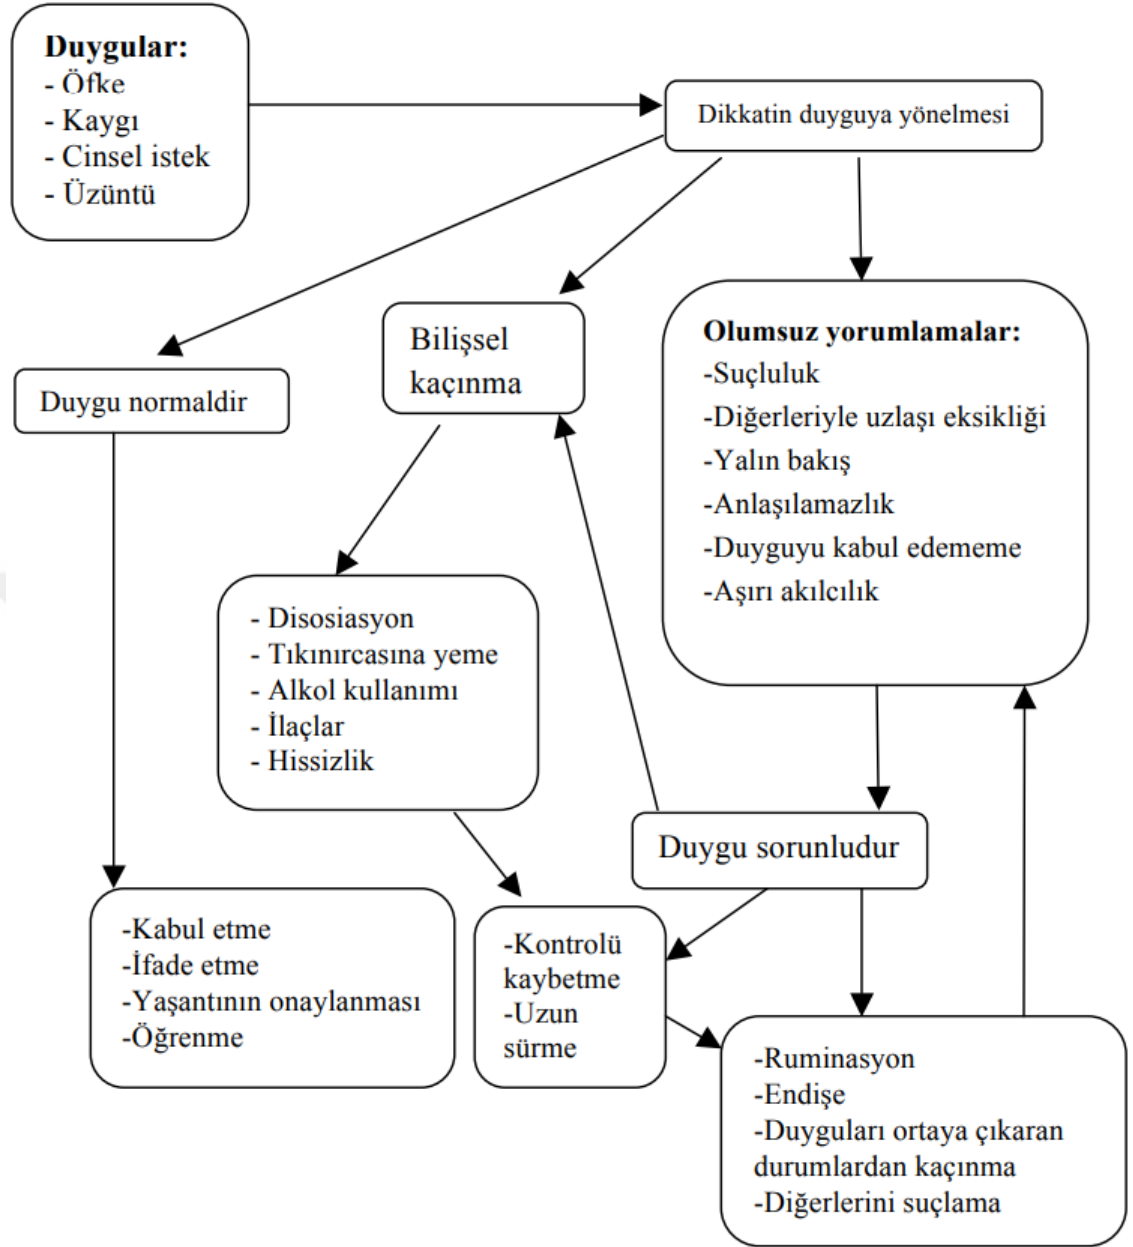 Duygular:
- Öfke
- Kaygı
- Cinsel istek
- Üzüntü
Dikkatin duyguya yönelmesi
Duygu normaldir
Bilişsel
kaçınma
Olumsuz yorumlamalar:
-Suçluluk
-Diğerleriyle uzlaşı eksikliği
-Yalın bakış
-Anlaşılamazlık
-Duyguyu kabul edememe
-Aşırı akılcılık
- Disosiasyon
- Tıkınırcasına yeme
- Alkol kullanımı
- İlaçlar
- Hissizlik
Duygu sorunludur
-Kabul etme
-İfade etme
-Yaşantının onaylanması
-Öğrenme
-Kontrolü
kaybetme
-Uzun
sürme
-Ruminasyon
-Endişe
-Duyguları ortaya çıkaran
durumlardan kaçınma
-Diğerlerini suçlama